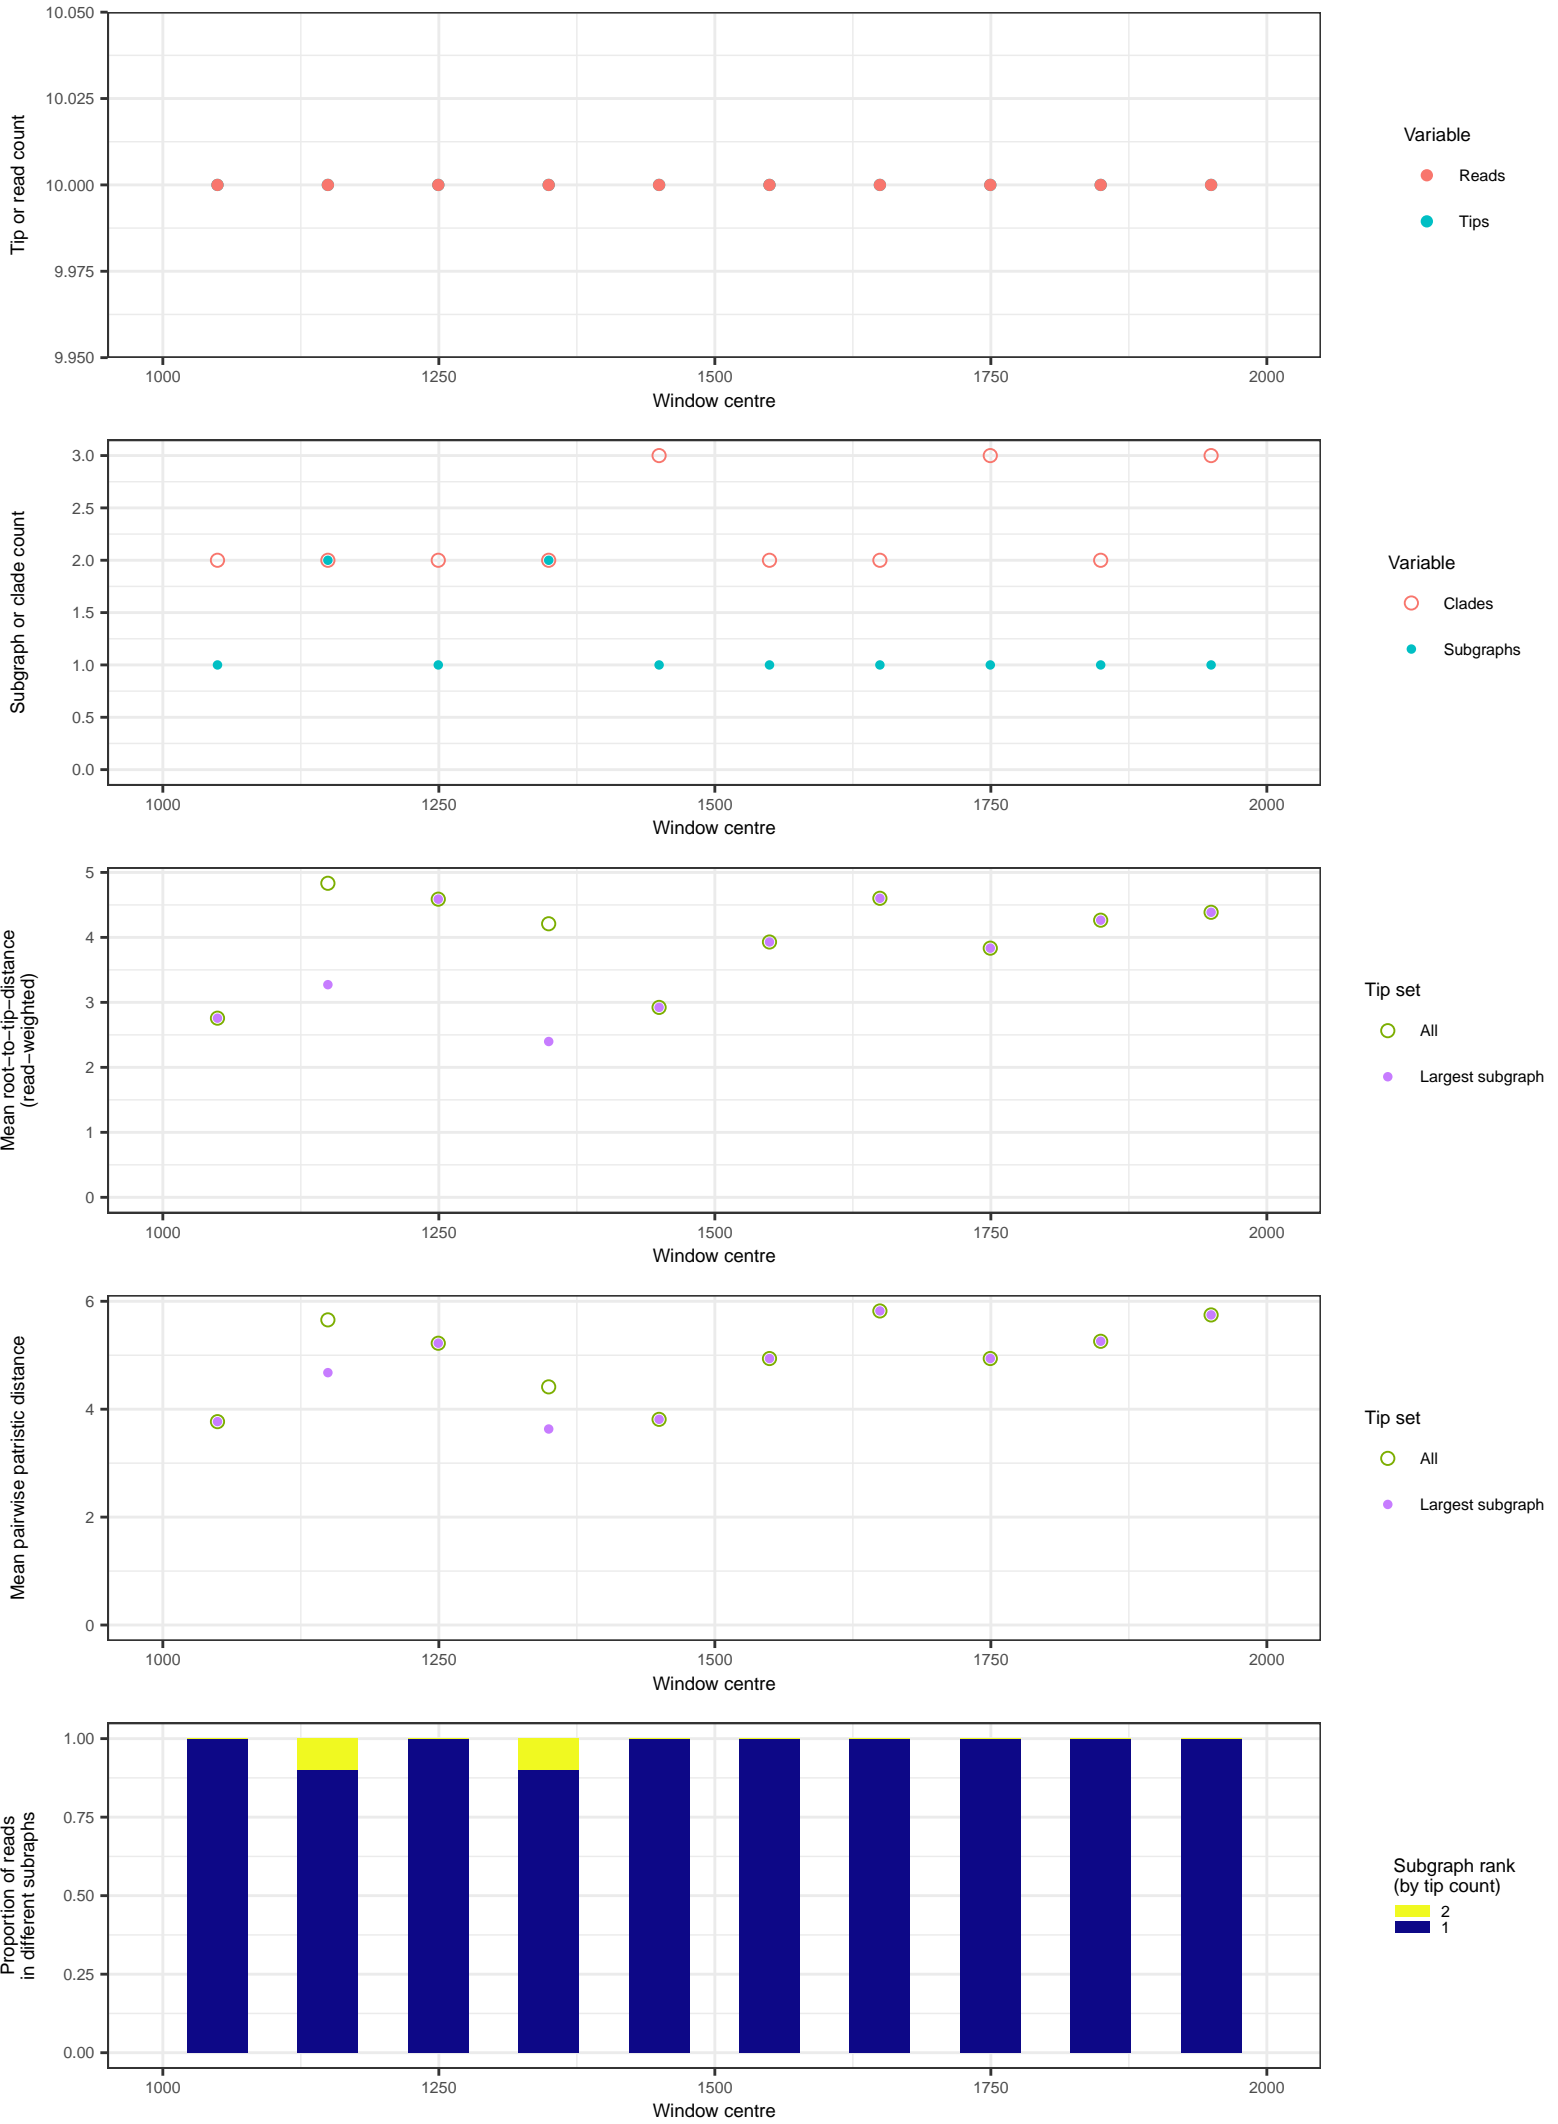 10.050
10.025
10.000
9.975
9.950
Tip or read count
1000
1250
1500
1750
2000
Window centre
Variable
Reads
Tips
3.0
2.5
2.0
1.5
1.0
0.5
0.0
Subgraph or clade count
1000
1250
1500
1750
2000
Window centre
Variable
Clades
Subgraphs
5
4
3
2
1
0
Mean root−to−tip−distance
(read−weighted)
1000
1250
1500
1750
2000
Window centre
Tip set
All
Largest subgraph
6
4
2
0
Mean pairwise patristic distance
1000
1250
1500
1750
2000
Window centre
Tip set
All
Largest subgraph
1.00
0.75
0.50
0.25
0.00
Proportion of reads
in different subraphs
1000
1250
1500
1750
2000
Window centre
Subgraph rank
(by tip count)
2
1